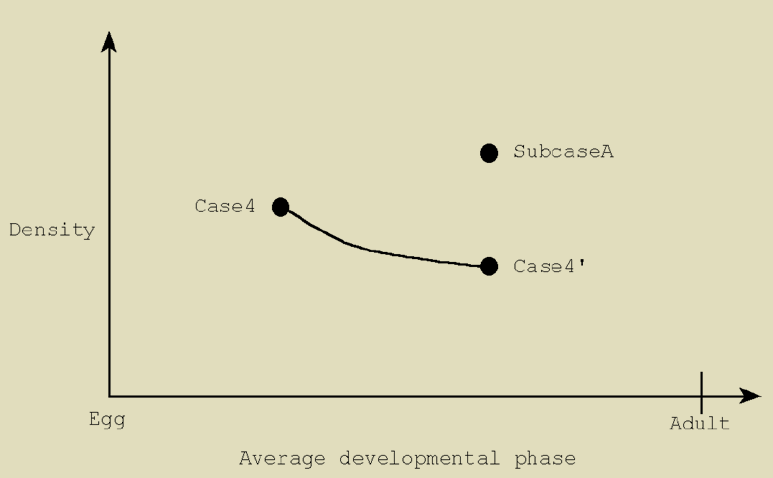 SubcaseA
Case4
Density
Case4'
Egg
Adult
Average developmental phase